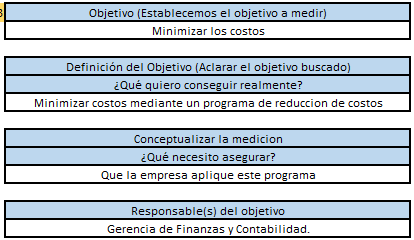 Objetivo (Establecemos el objetivo a medir)
Minimizar los costos
Definición del Objetivo (Aclarar el objetivo buscado)
¿Qué quiero conseguir realmente?
Minimizar costos mediante un programa de reduccion de costos
Conceptualizar la medicion
¿Qué necesito asegurar?
Que la empresa aplique este programa
Responsable(s) del objetivo
Gerencia de Finanzas y Contabilidad.